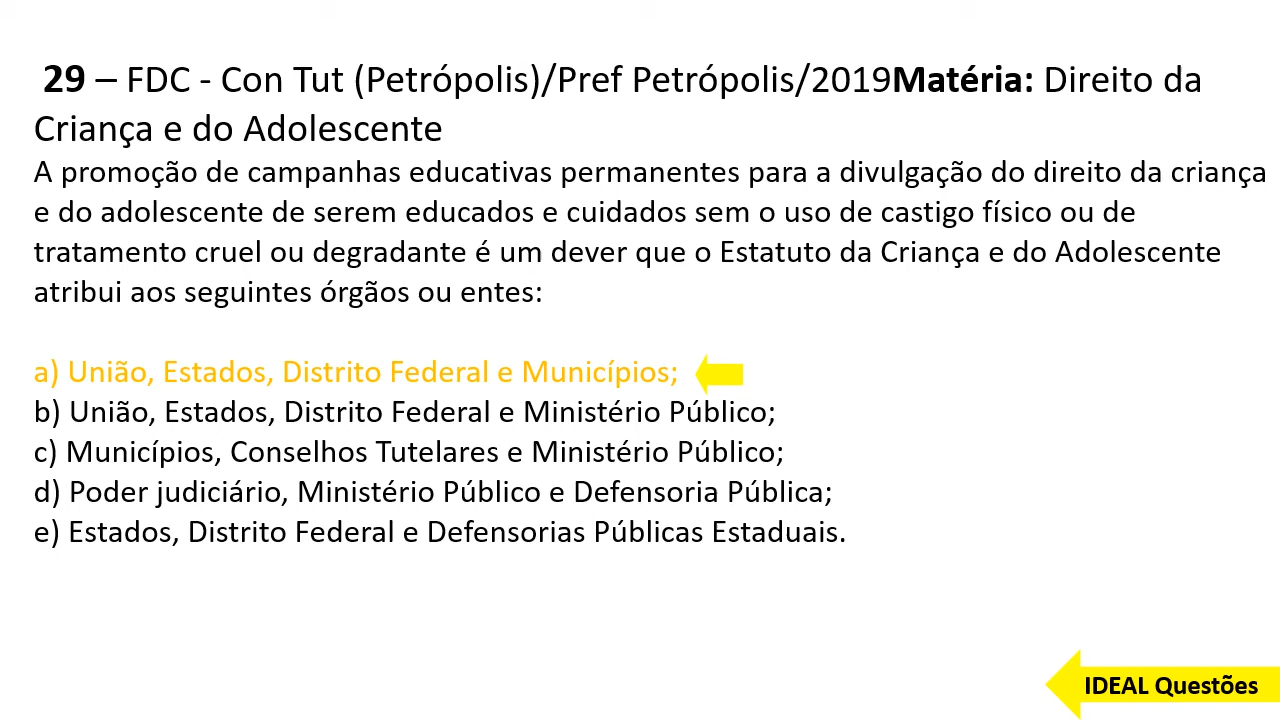 29 – FDC - Con Tut (Petrópolis)/Pref Petrópolis/2019Matéria: Direito da
Criança e do Adolescente
A promoção de campanhas educativas permanentes para a divulgação do direito da criança
e do adolescente de serem educados e cuidados sem o uso de castigo físico ou de
tratamento cruel ou degradante é um dever que o Estatuto da Criança e do Adolescente
atribui aos seguintes órgãos ou entes:
a) União, Estados, Distrito Federal e Municípios;
b) União, Estados, Distrito Federal e Ministério Público;
c) Municípios, Conselhos Tutelares e Ministério Público;
d) Poder judiciário, Ministério Público e Defensoria Pública;
e) Estados, Distrito Federal e Defensorias Públicas Estaduais.
IDEAL Questões